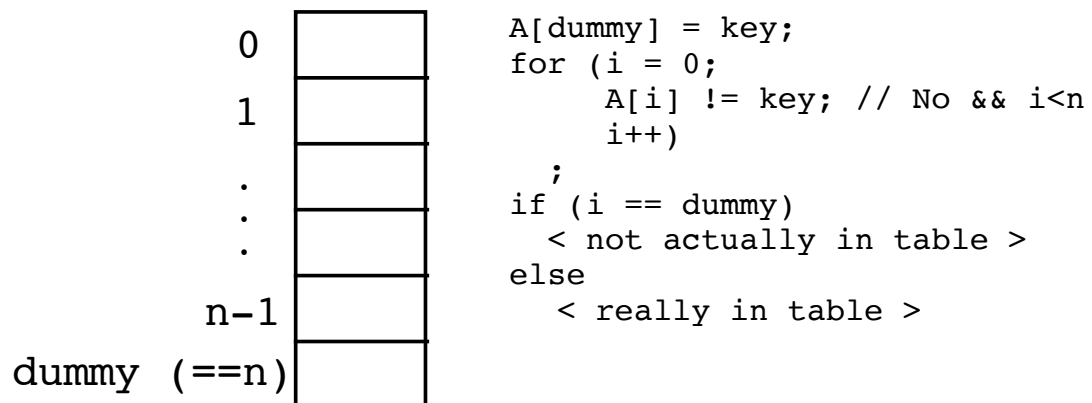 0
1
.
.
.
n-1
dummy (==n)
A[dummy] = key;
for (i = 0;
A[i] != key; // No && i<n
i++)
;
if (i == dummy)
< not actually in table >
else
< really in table >